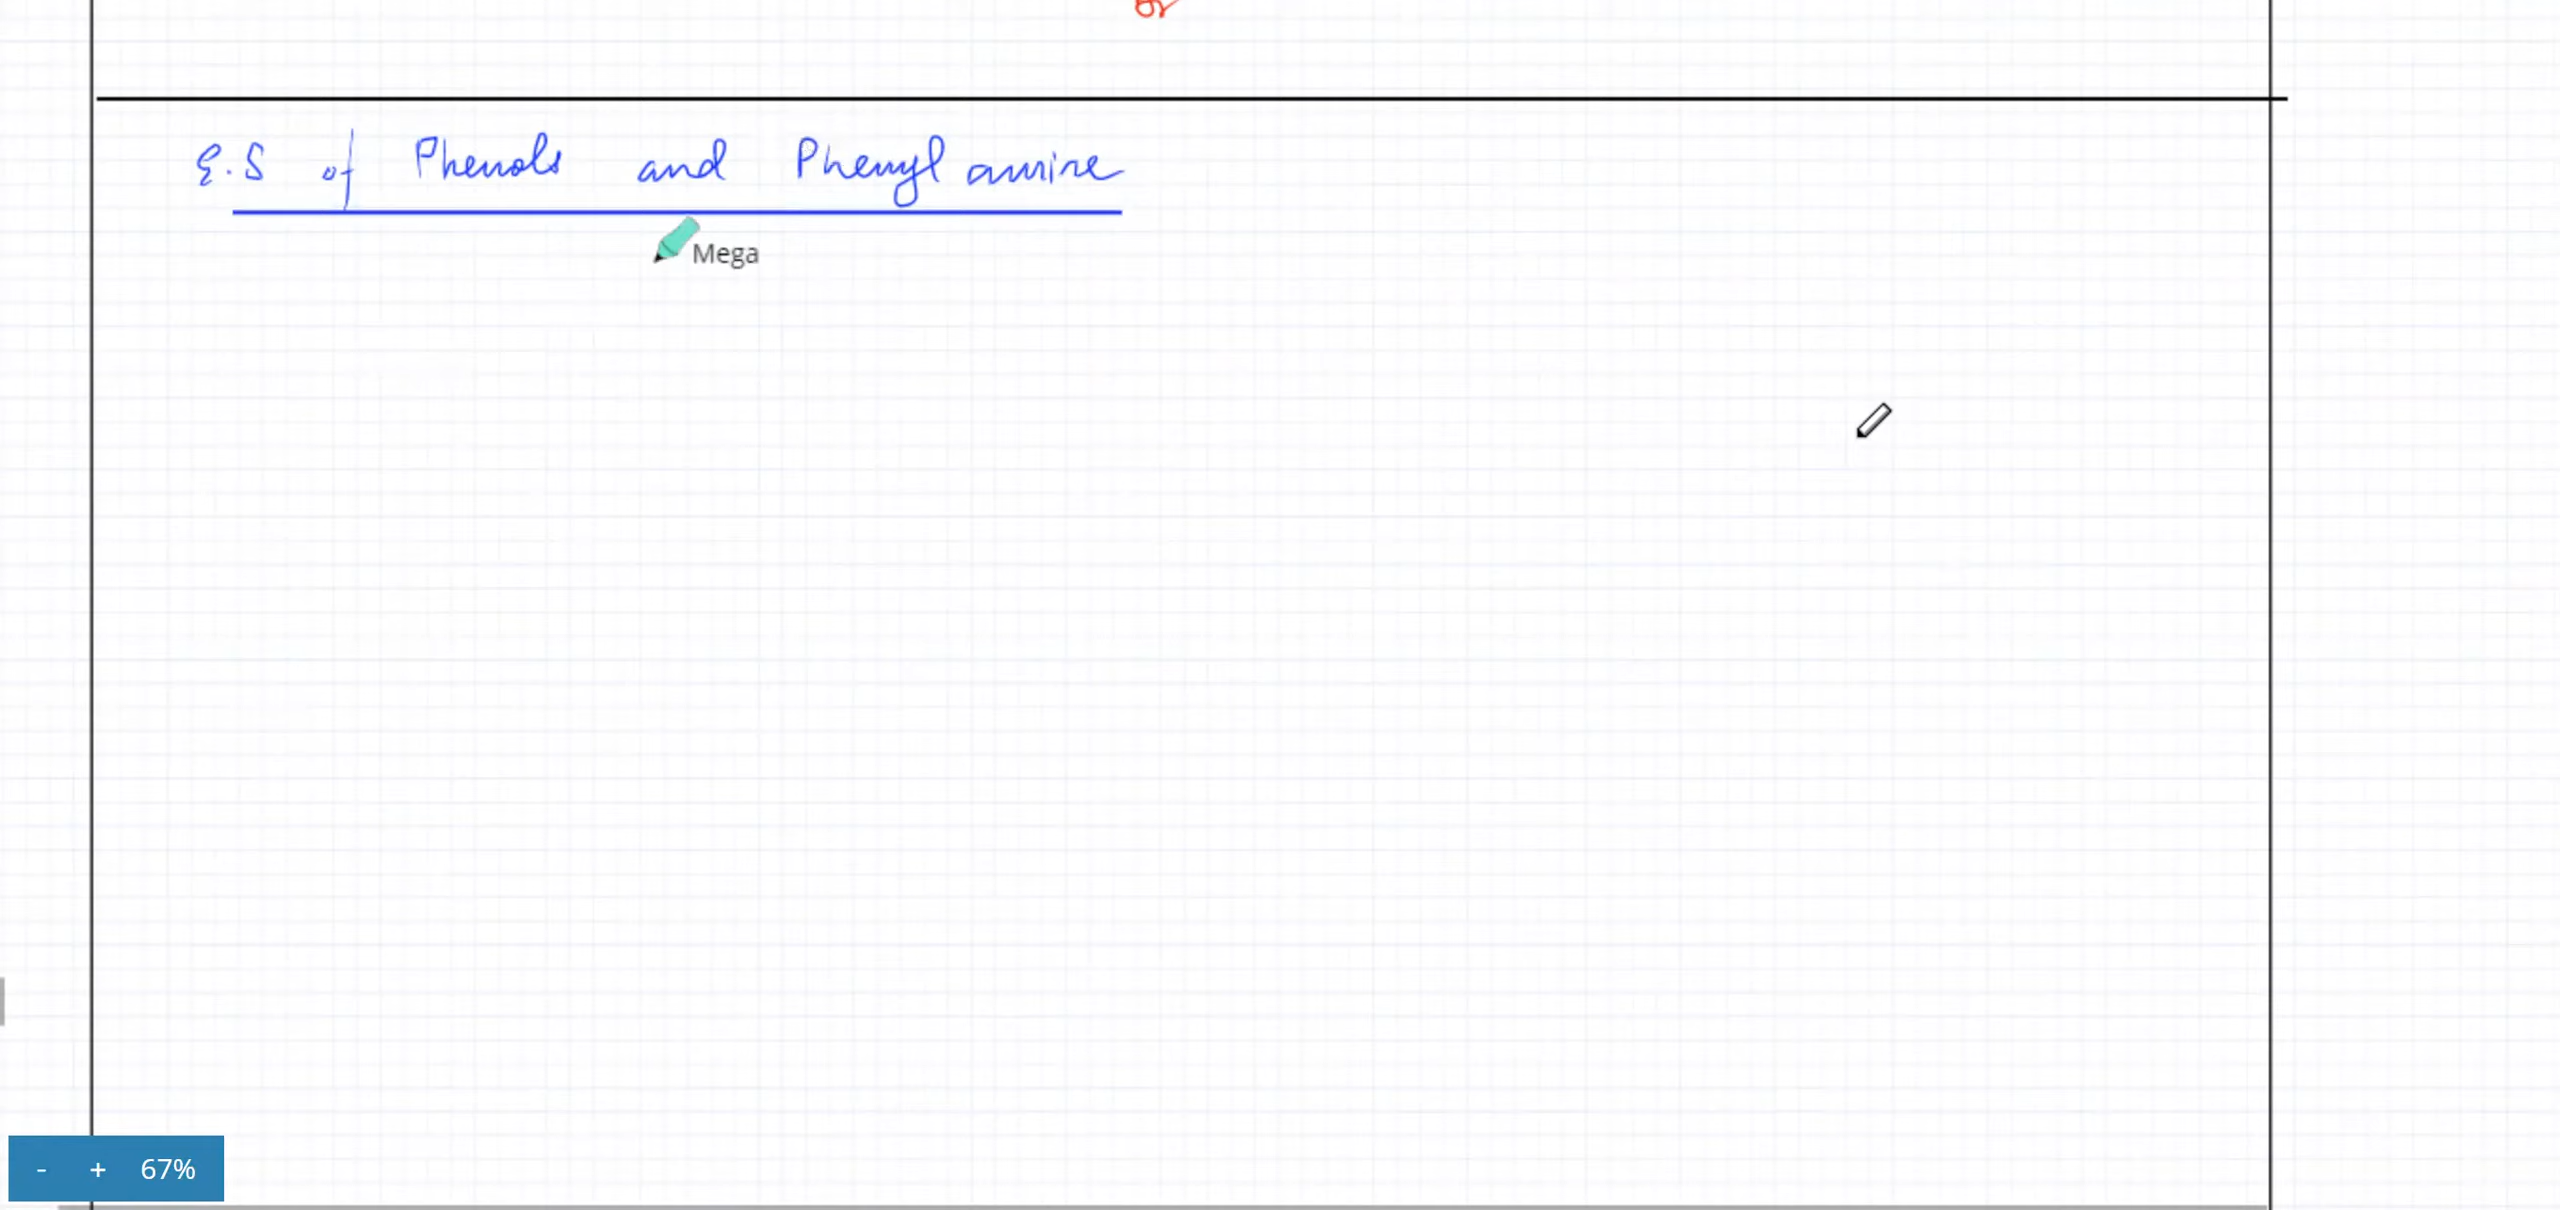 E.S of Phenols and Phenyl amine
Mega
- + 67%